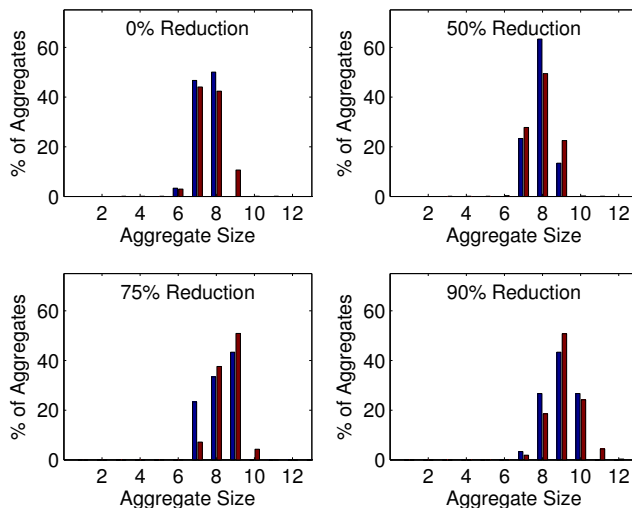 0% Reduction
% of Aggregates
60
40
20
0
2 4 6 8 10 12
Aggregate Size
50% Reduction
% of Aggregates
60
40
20
0
2 4 6 8 10 12
Aggregate Size
75% Reduction
% of Aggregates
60
40
20
0
2 4 6 8 10 12
Aggregate Size
90% Reduction
% of Aggregates
60
40
20
0
2 4 6 8 10 12
Aggregate Size